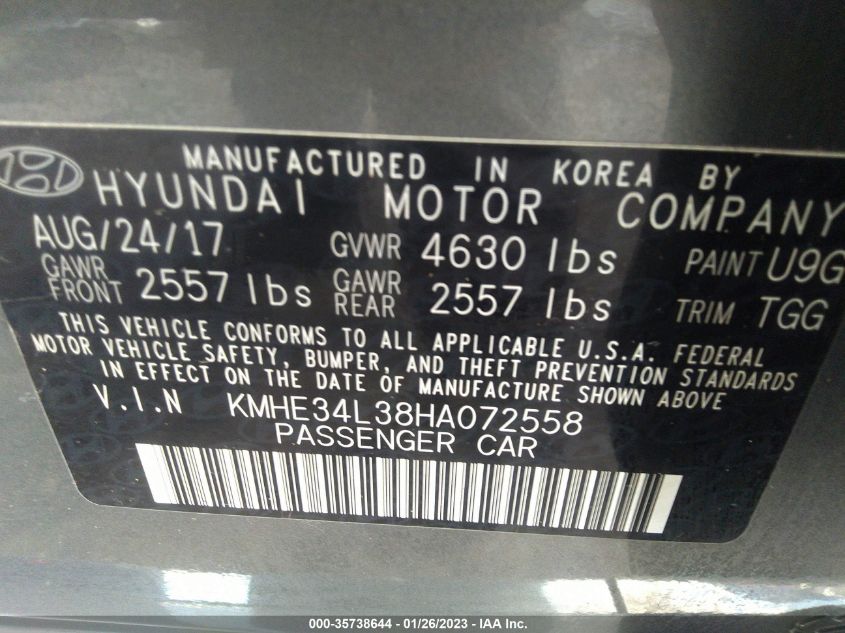 MANUFACTURED IN KOREA BY
HYUNDAI MOTOR COMPANY
AUG/24/17 GVWR 4630 lbs PAINT U9G
GAWR FRONT 2557 lbs GAWR REAR 2557 lbs TRIM TGG
THIS VEHICLE CONFORMS TO ALL APPLICABLE U.S.A. FEDERAL
MOTOR VEHICLE SAFETY, BUMPER, AND THEFT PREVENTION STANDARDS
IN EFFECT ON THE DATE OF MANUFACTURE SHOWN ABOVE
V.I.N KMHE34L38HA072558
PASSENGER CAR
000-35738644 - 01/26/2023 - IAA Inc.